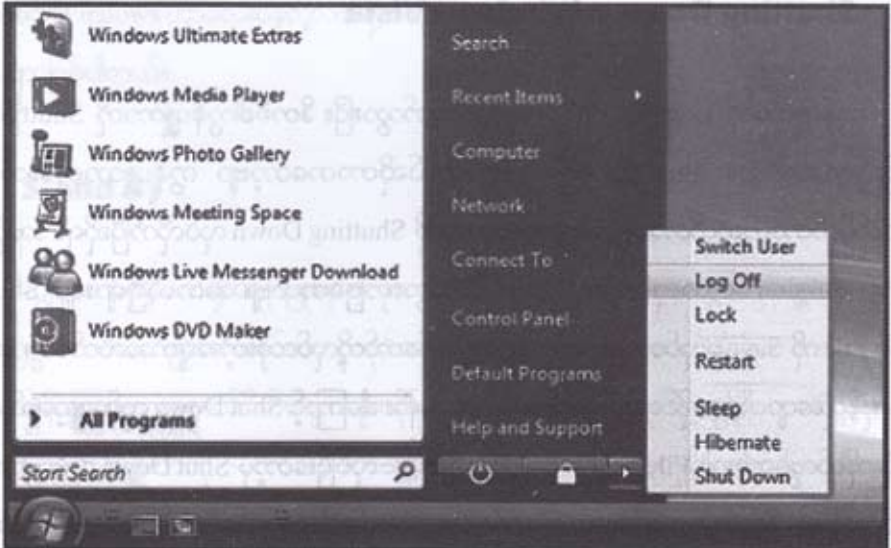 Windows Ultimate Extras
Windows Media Player
Windows Photo Gallery
Windows Meeting Space
Windows Live Messenger Download
Windows DVD Maker
All Programs
Start Search
Search
Recent Items
Computer
Network
Connect To
Control Panel
Default Programs
Help and Support
Switch User
Log Off
Lock
Restart
Sleep
Hibernate
Shut Down